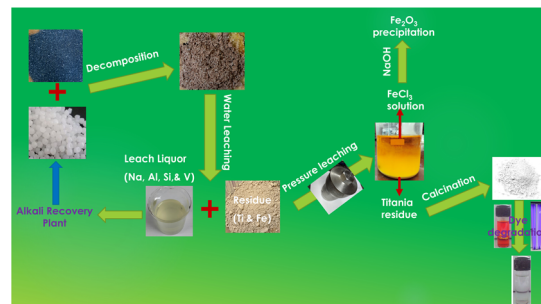 Fe₂O₃
precipitation
NaOH
FeCl₃
solution
Decomposition
Water Leaching
Leach Liquor
(Na, Al, Si,& V)
Residue
(Ti & Fe)
Pressure leaching
Titania
residue
Calcination
Dye
degradation
Alkali Recovery
Plant